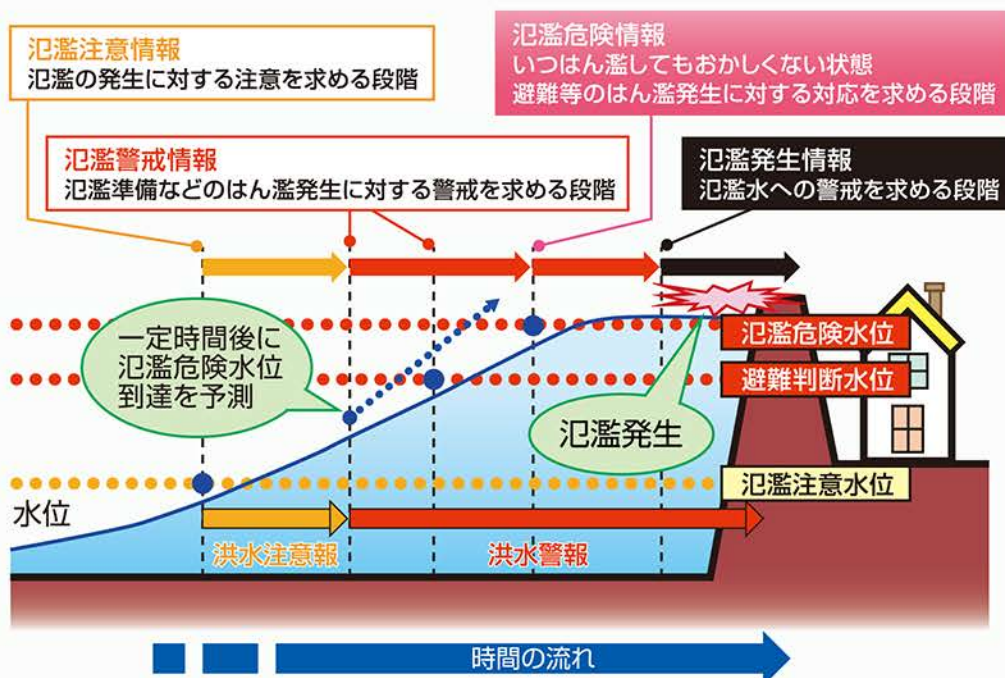 氾濫注意情報
氾濫の発生に対する注意を求める段階
氾濫危険情報
いつはん濫してもおかしくない状態
避難等のはん濫発生に対する対応を求める段階
氾濫警戒情報
氾濫準備などのはん濫発生に対する警戒を求める段階
氾濫発生情報
氾濫水への警戒を求める段階
一定時間後に
氾濫危険水位
到達を予測
氾濫危険水位
避難判断水位
氾濫発生
氾濫注意水位
水位
洪水注意報
洪水警報
時間の流れ